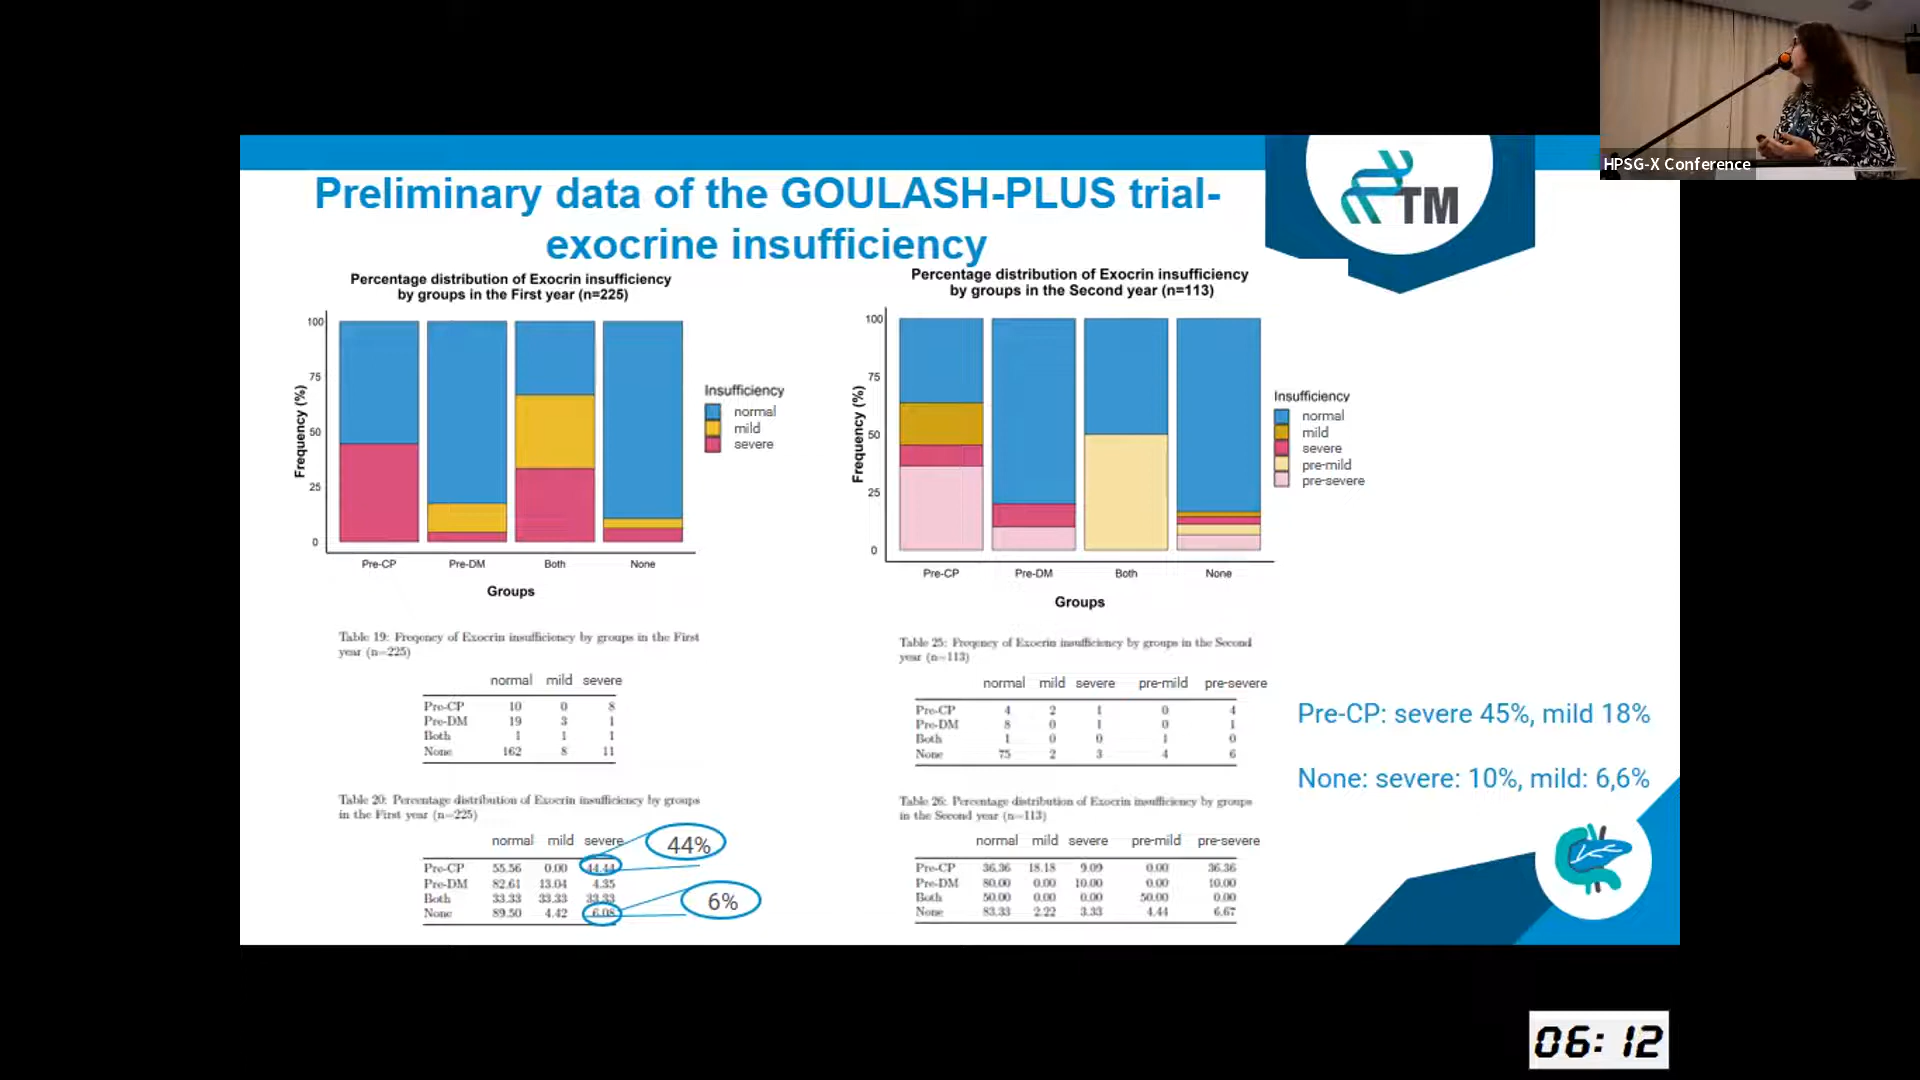 HPSG-X Conference
TM
Preliminary data of the GOULASH-PLUS trial-
exocrine insufficiency
Percentage distribution of Exocrin insufficiency
by groups in the First year (n=225)
100
75
50
25
0
Frequency (%)
Pre-CP Pre-DM Both None
Groups
Insufficiency
normal
mild
severe
Percentage distribution of Exocrin insufficiency
by groups in the Second year (n=113)
100
75
50
25
0
Frequency (%)
Pre-CP Pre-DM Both None
Groups
Insufficiency
normal
mild
severe
pre-mild
pre-severe
Table 19: Freqency of Exocrin insufficiency by groups in the First
year (n=225)
normal mild severe
Pre-CP 10 0 8
Pre-DM 19 3 1
Both 1 1 1
None 162 8 11
Table 20: Percentage distribution of Exocrin insufficiency by groups
in the First year (n=225)
normal mild severe
Pre-CP 55.56 0.00 44.44
Pre-DM 82.61 13.04 4.35
Both 33.33 33.33 33.33
None 89.50 4.42 6.08
44%
6%
Table 25: Freqency of Exocrin insufficiency by groups in the Second
year (n=113)
normal mild severe pre-mild pre-severe
Pre-CP 4 2 1 0 4
Pre-DM 8 0 1 0 1
Both 1 0 0 1 0
None 75 2 3 4 6
Table 26: Percentage distribution of Exocrin insufficiency by groups
in the Second year (n=113)
normal mild severe pre-mild pre-severe
Pre-CP 36.36 18.18 9.09 0.00 36.36
Pre-DM 80.00 0.00 10.00 0.00 10.00
Both 50.00 0.00 0.00 50.00 0.00
None 83.33 2.22 3.33 4.44 6.67
Pre-CP: severe 45%, mild 18%
None: severe: 10%, mild: 6,6%
06:12